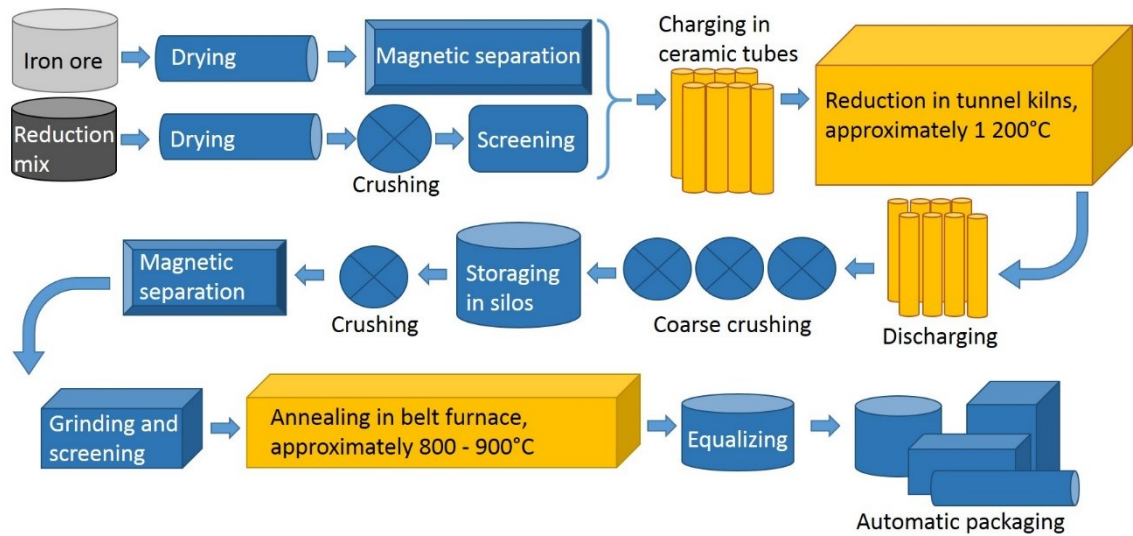 Iron ore
Drying
Magnetic separation
Charging in
ceramic tubes
Reduction in tunnel kilns,
approximately 1 200°C
Reduction
mix
Drying
Crushing
Screening
Magnetic
separation
Crushing
Storaging
in silos
Coarse crushing
Discharging
Grinding and
screening
Annealing in belt furnace,
approximately 800 - 900°C
Equalizing
Automatic packaging